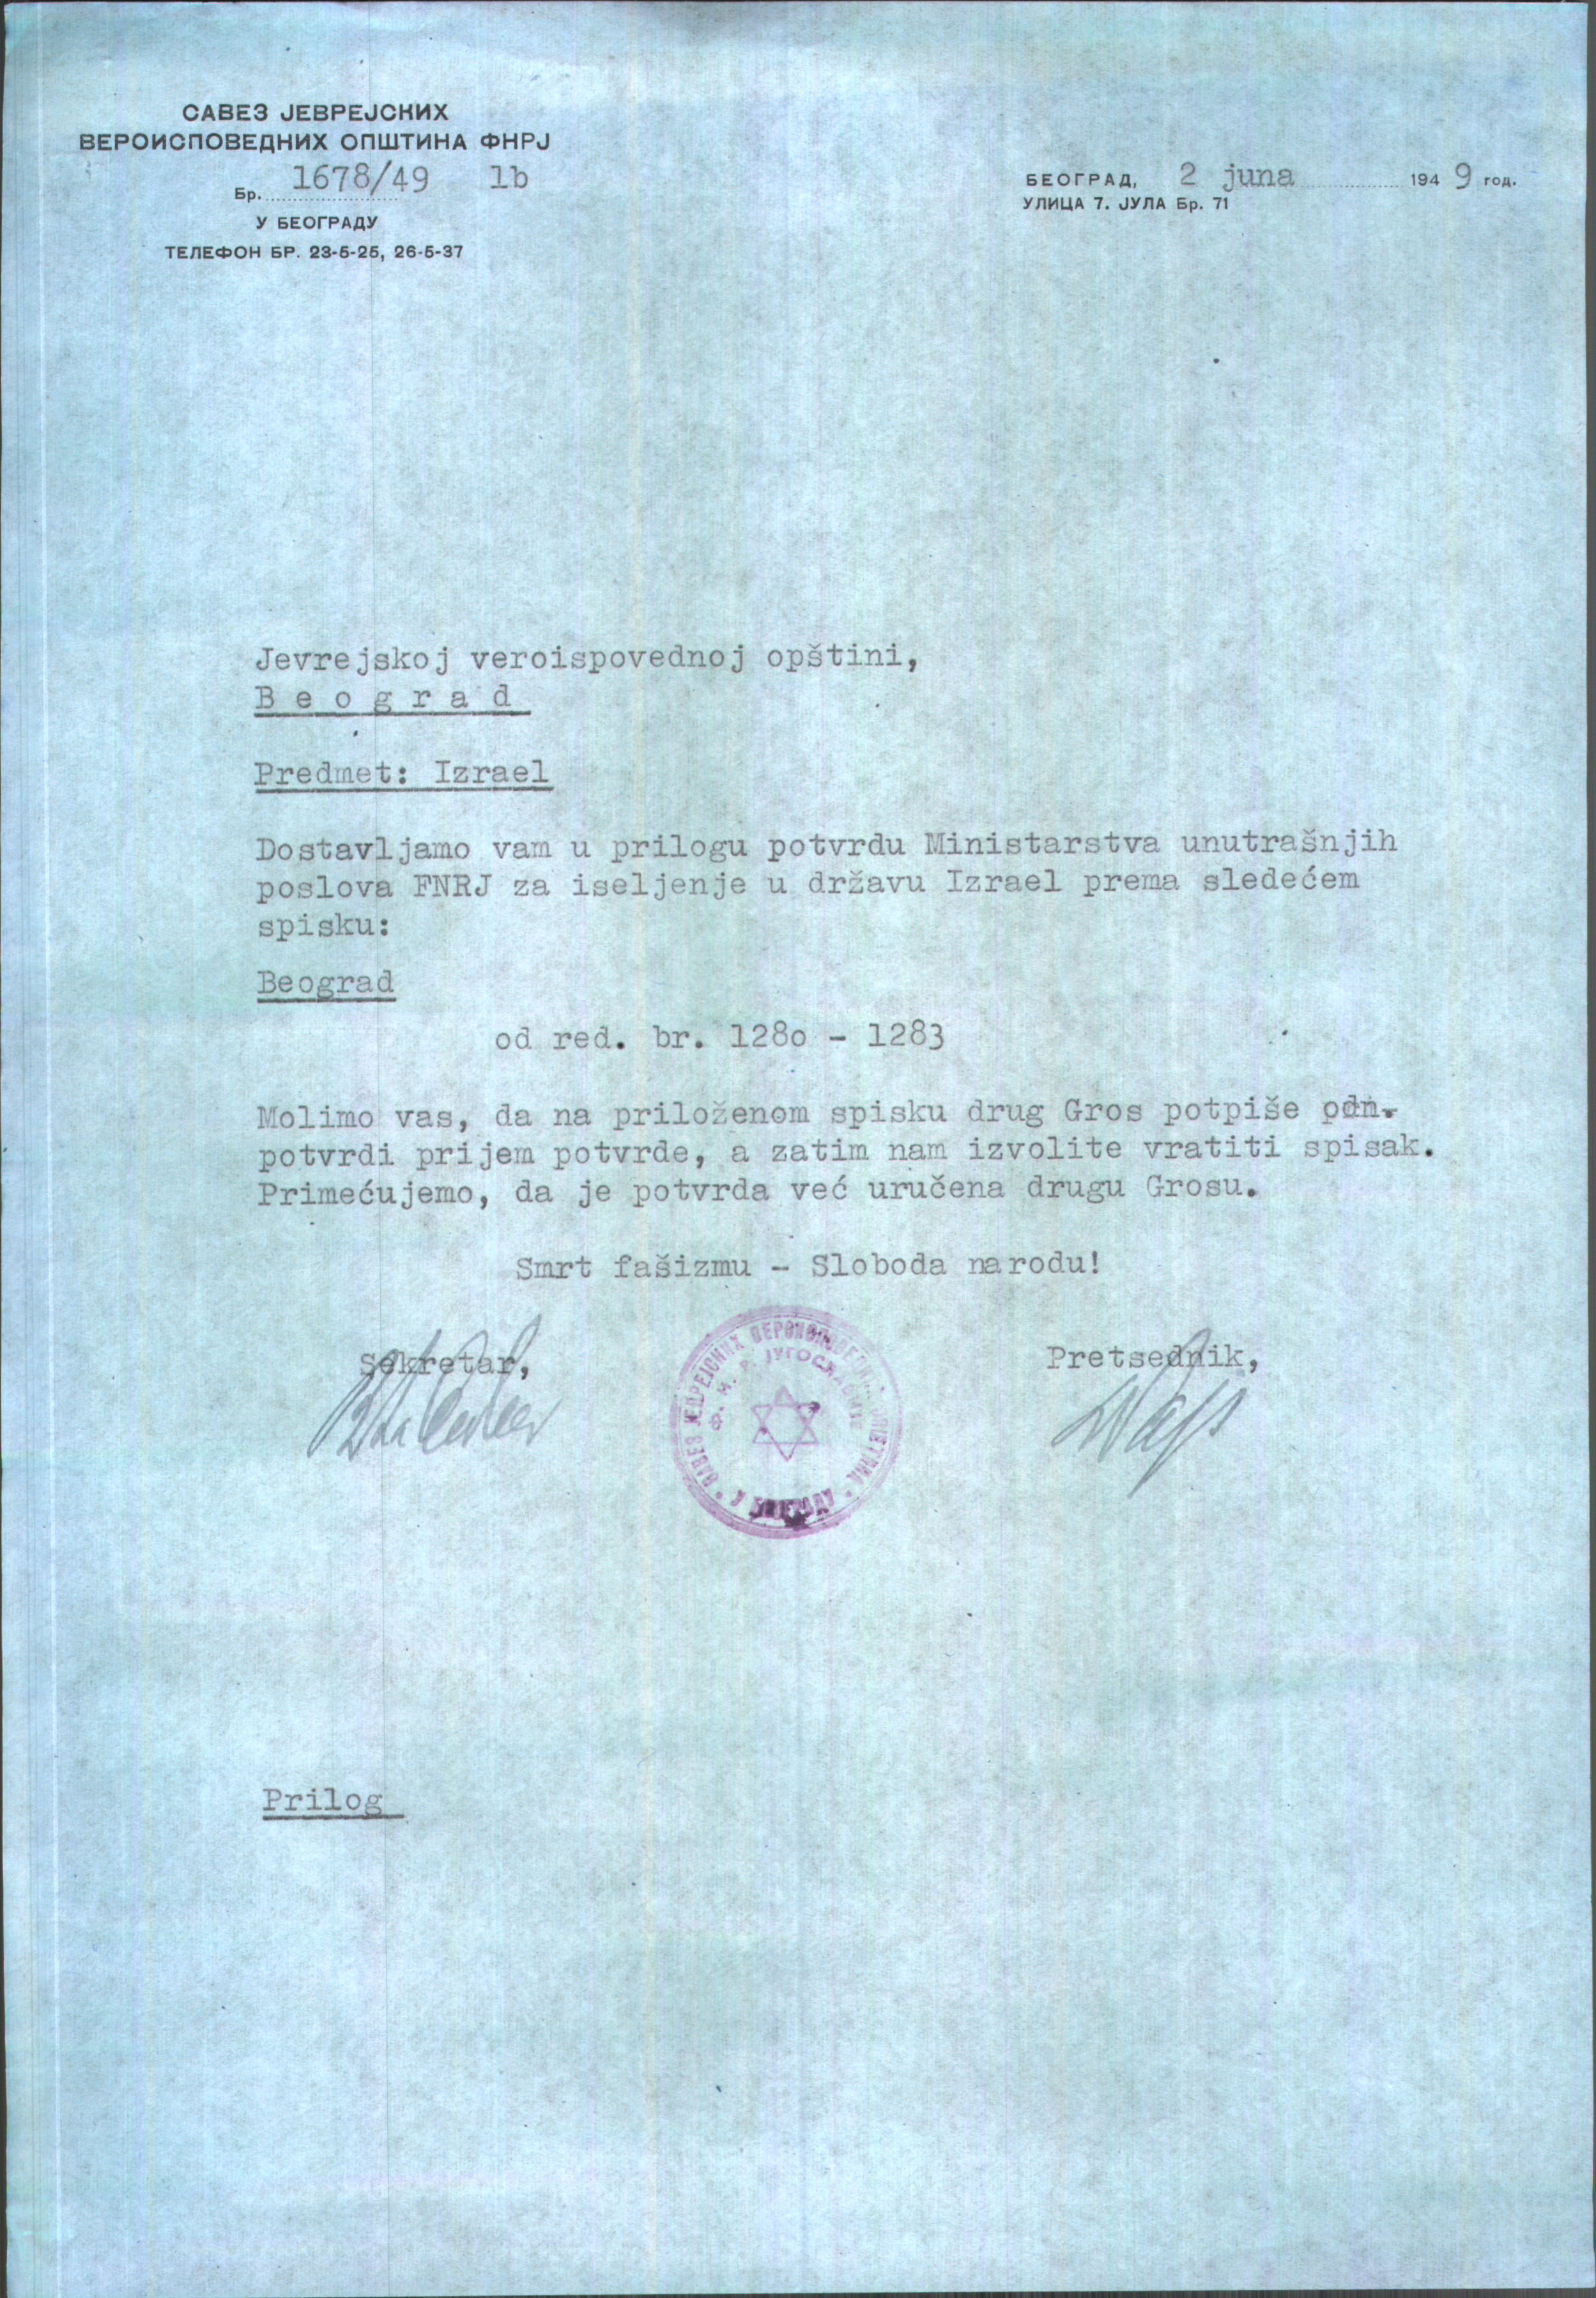 САВЕЗ ЈЕВРЕЈСКИХ
ВЕРОИСПОВЕДНИХ ОПШТИНА ФНРЈ
Бр. 1678/49 lb
У БЕОГРАДУ
ТЕЛЕФОН БР. 23-5-25, 26-5-37
БЕОГРАД, 2 juna 1949 год.
УЛИЦА 7. ЈУЛА Бр. 71
Jevrejskoj veroispovednoj opštini,
B e o g r a d
Predmet: Izrael
Dostavljamo vam u prilogu potvrdu Ministarstva unutrašnjih
poslova FNRJ za iseljenje u državu Izrael prema sledećem
spisku:
Beograd
od red. br. 128o - 1283
Molimo vas, da na priloženom spisku drug Gros potpiše odn.
potvrdi prijem potvrde, a zatim nam izvolite vratiti spisak.
Primećujemo, da je potvrda već uručena drugu Grosu.
Smrt fašizmu - Sloboda narodu!
Sekretar,
Pretsednik,
САВЕЗ ЈЕВРЕЈСКИХ
Prilog